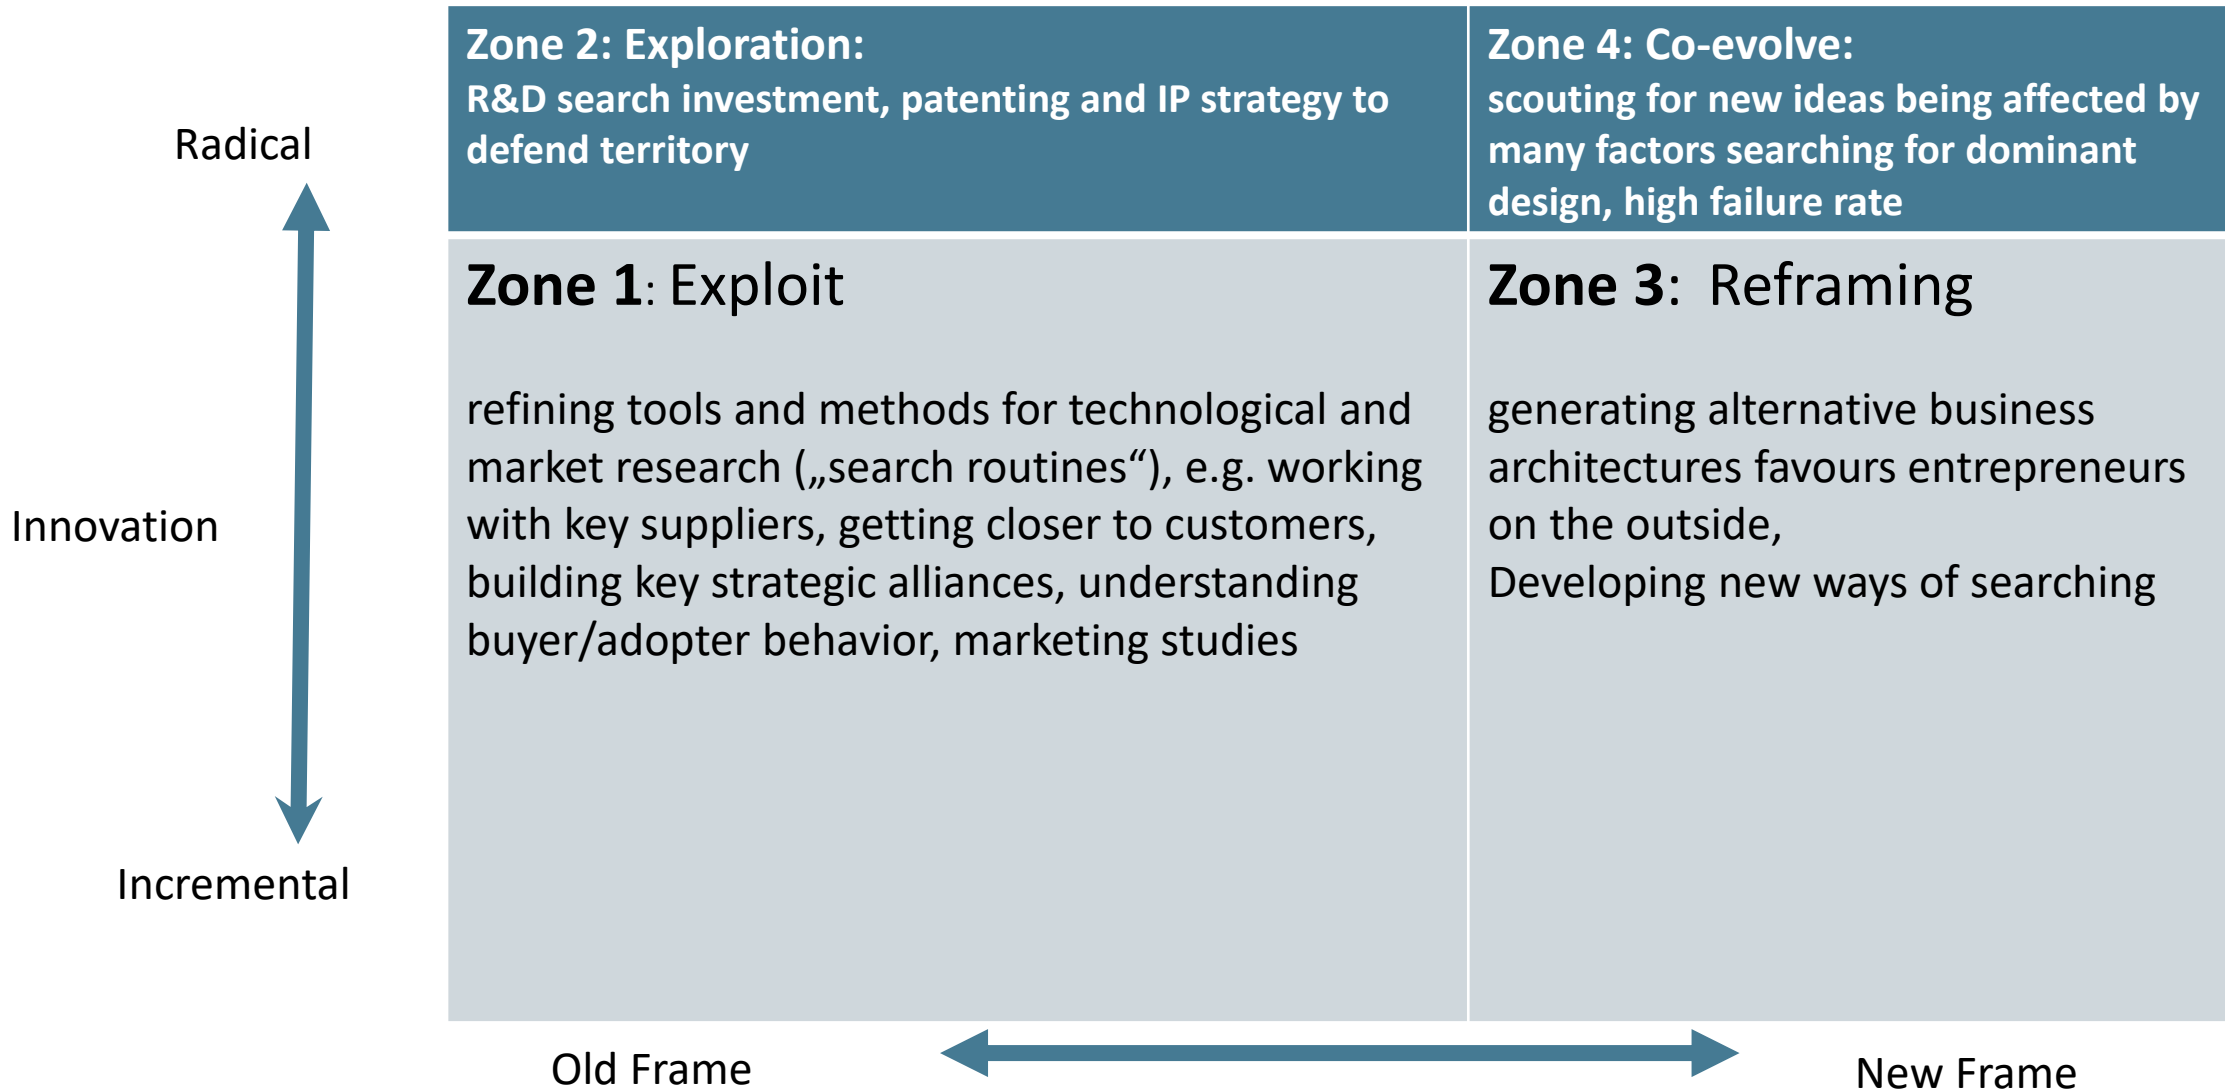 Zone 2: Exploration:
R&D search investment, patenting and IP strategy to
defend territory
Zone 4: Co-evolve:
scouting for new ideas being affected by
many factors searching for dominant
design, high failure rate
Radical
Zone 1: Exploit
refining tools and methods for technological and
market research („search routines“), e.g. working
with key suppliers, getting closer to customers,
building key strategic alliances, understanding
buyer/adopter behavior, marketing studies
Zone 3: Reframing
generating alternative business
architectures favours entrepreneurs
on the outside,
Developing new ways of searching
Innovation
Incremental
Old Frame
New Frame